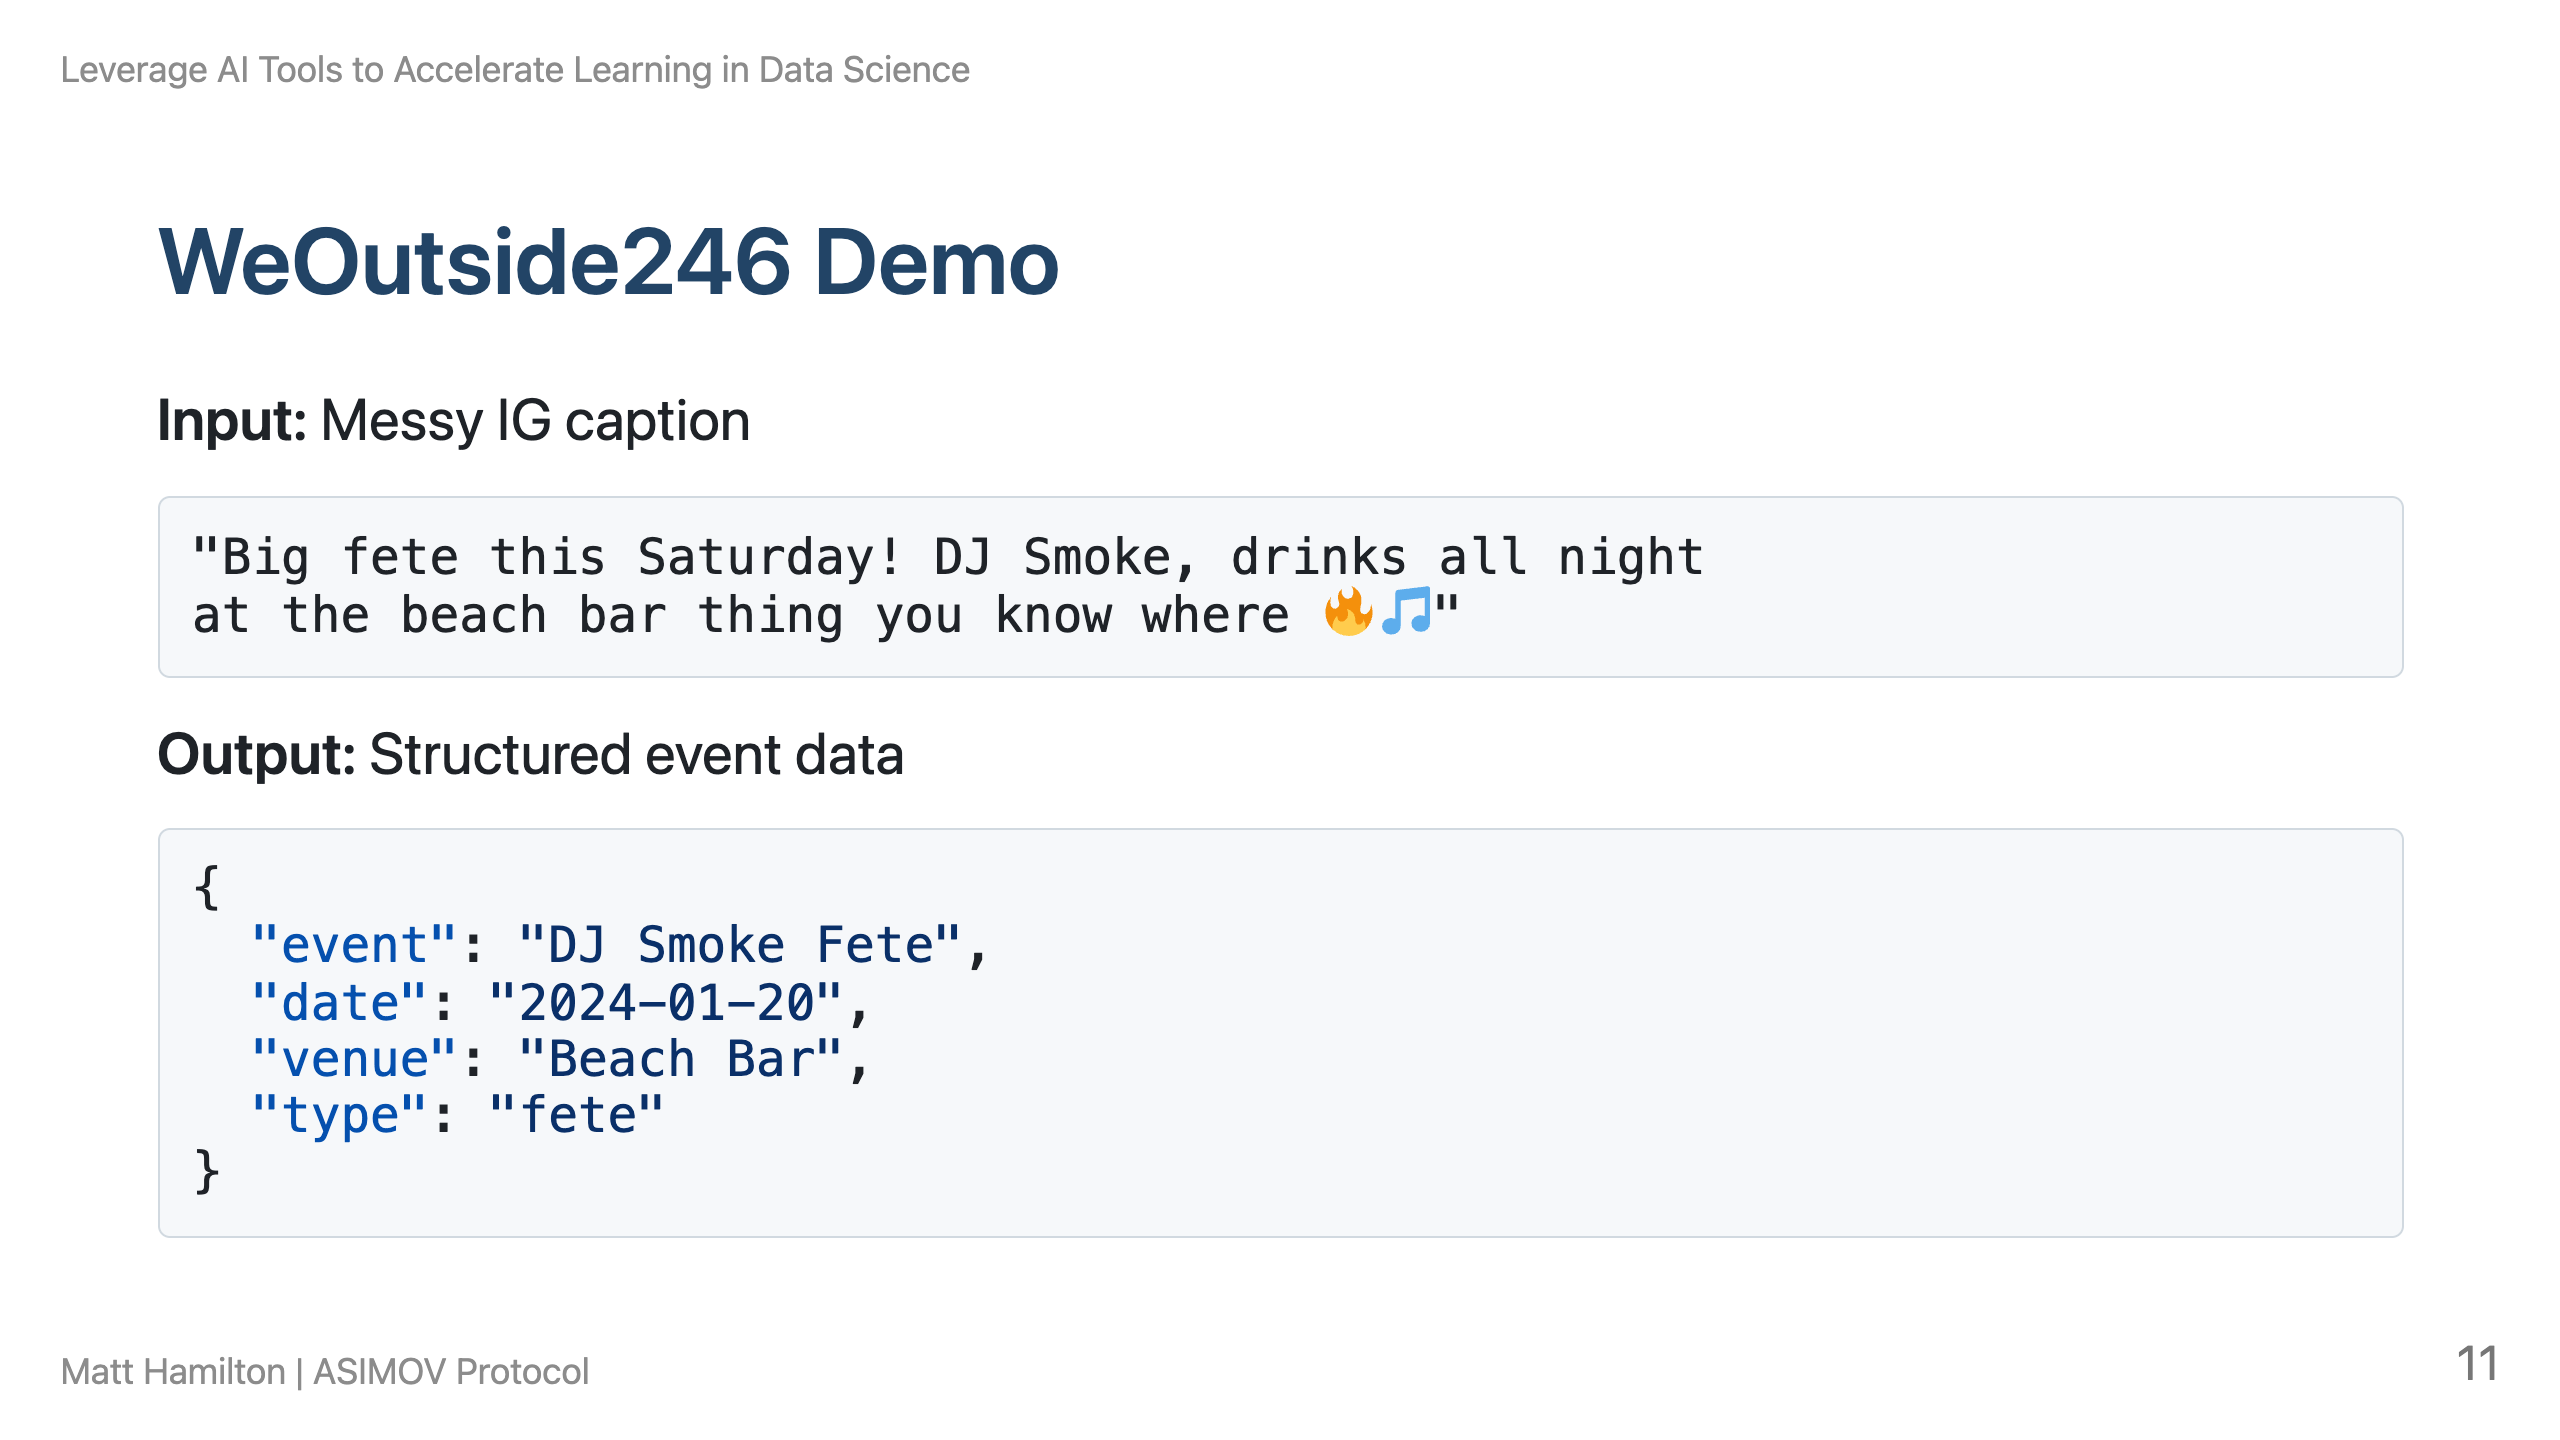 Leverage AI Tools to Accelerate Learning in Data Science
WeOutside246 Demo
Input: Messy IG caption
"Big fete this Saturday! DJ Smoke, drinks all night
at the beach bar thing you know where 🔥🎵"
Output: Structured event data
{
  "event": "DJ Smoke Fete",
  "date": "2024-01-20",
  "venue": "Beach Bar",
  "type": "fete"
}
Matt Hamilton | ASIMOV Protocol
11